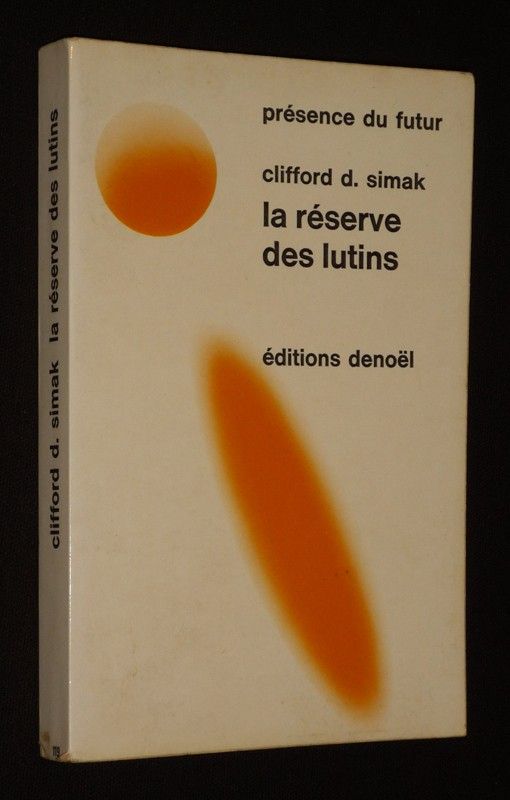 présence du futur
clifford d. simak
la réserve
des lutins
éditions denoël
clifford d. simak la réserve des lutins